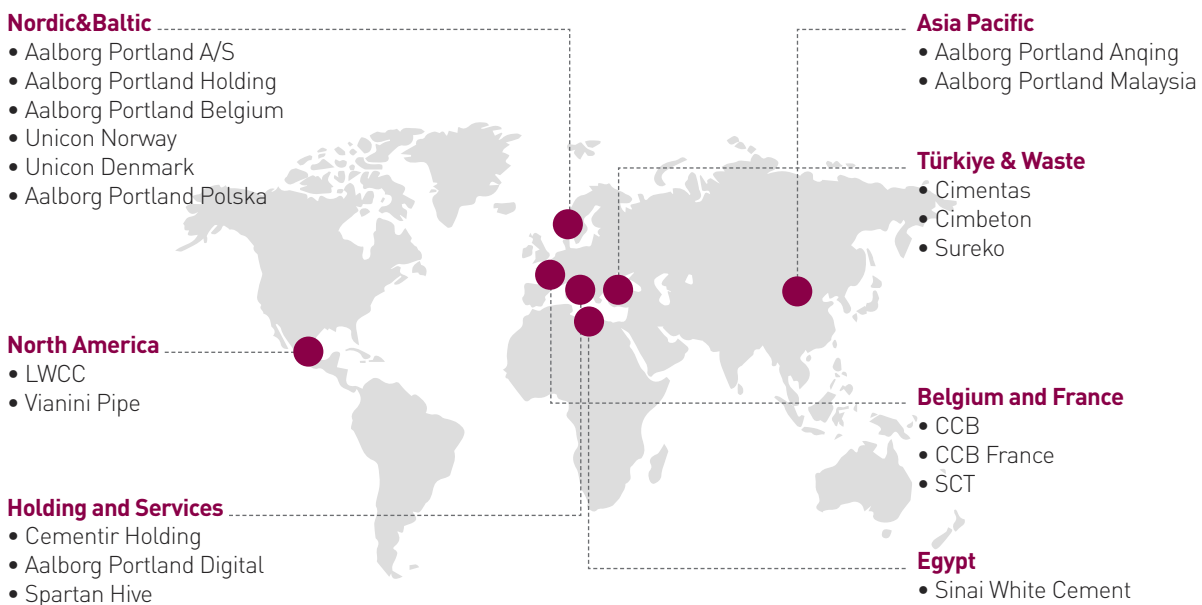 Nordic&Baltic
• Aalborg Portland A/S
• Aalborg Portland Holding
• Aalborg Portland Belgium
• Unicon Norway
• Unicon Denmark
• Aalborg Portland Polska
North America
• LWCC
• Vianini Pipe
Holding and Services
• Cementir Holding
• Aalborg Portland Digital
• Spartan Hive
Asia Pacific
• Aalborg Portland Anqing
• Aalborg Portland Malaysia
Türkiye & Waste
• Cimentas
• Cimbeton
• Sureko
Belgium and France
• CCB
• CCB France
• SCT
Egypt
• Sinai White Cement